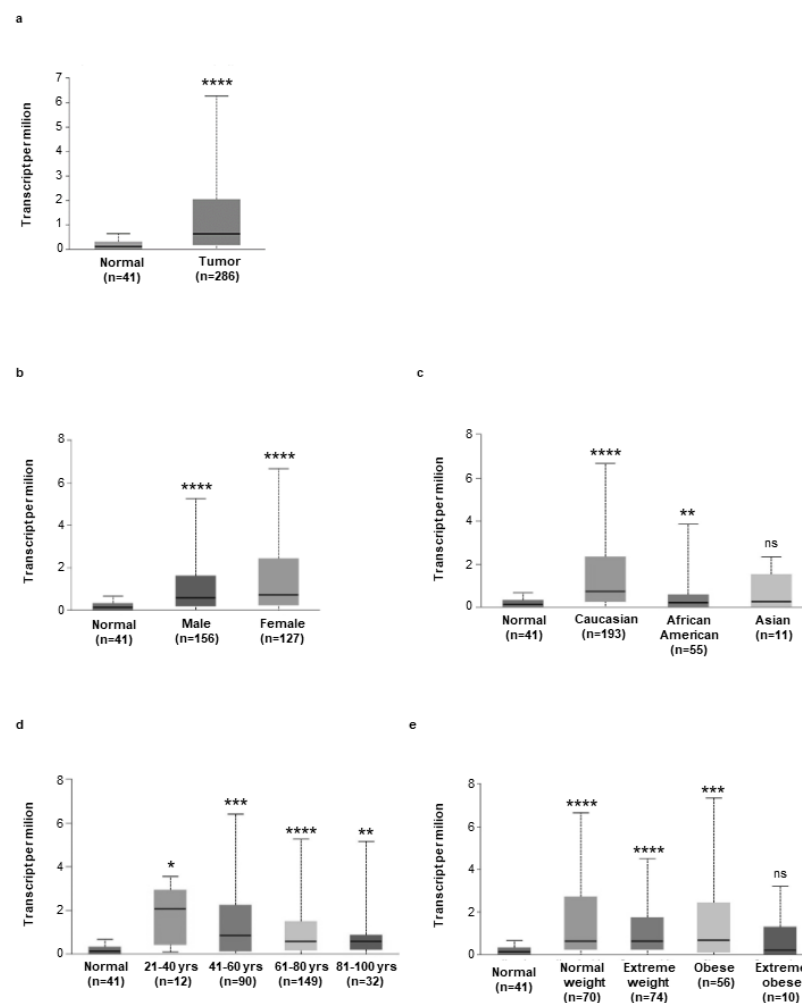 a
Transcript per milion
7
6
5
4
3
2
1
0
****
Normal
(n=41)
Tumor
(n=286)
b
Transcript per milion
8
6
4
2
0
****
****
Normal
(n=41)
Male
(n=156)
Female
(n=127)
c
Transcript per milion
8
6
4
2
0
****
**
ns
Normal
(n=41)
Caucasian
(n=193)
African
American
(n=55)
Asian
(n=11)
d
Transcript per milion
8
6
4
2
0
*
***
****
**
Normal
(n=41)
21-40 yrs
(n=12)
41-60 yrs
(n=90)
61-80 yrs
(n=149)
81-100 yrs
(n=32)
e
Transcript per milion
8
6
4
2
0
****
****
***
ns
Normal
(n=41)
Normal
weight
(n=70)
Extreme
weight
(n=74)
Obese
(n=56)
Extreme
obese
(n=10)